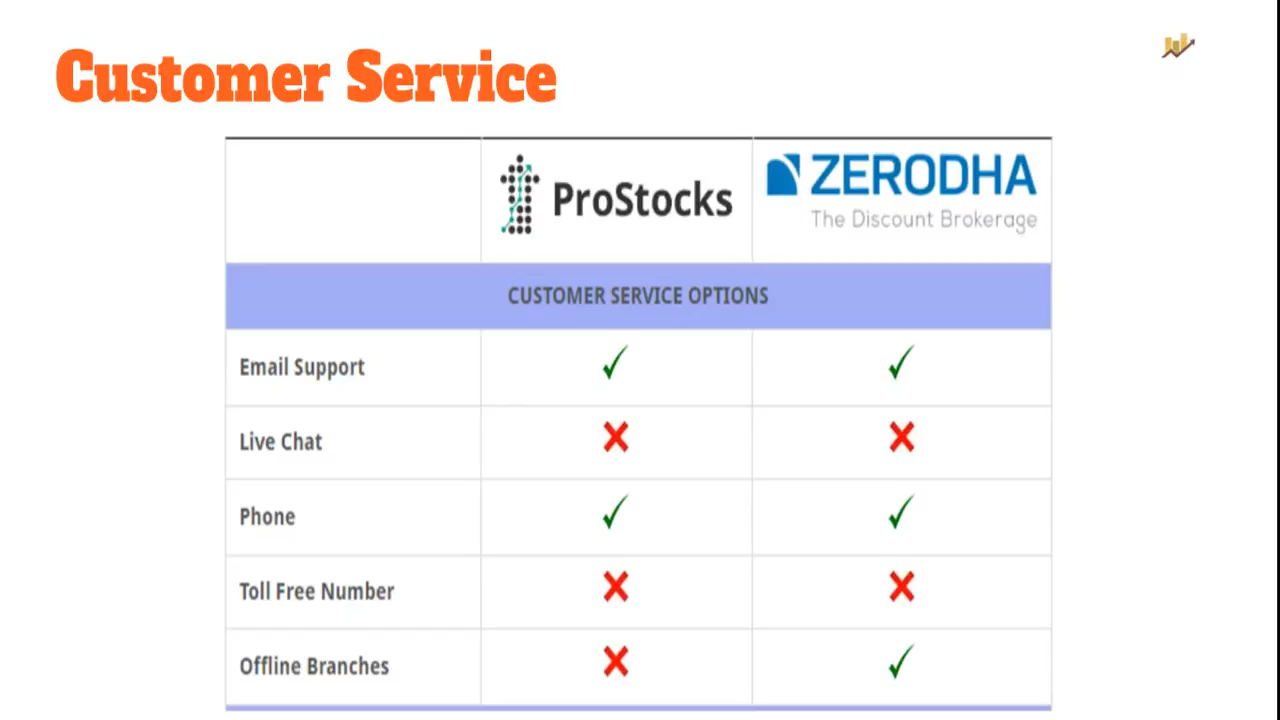 Customer Service
ProStocks
ZERODHA
The Discount Brokerage
CUSTOMER SERVICE OPTIONS
Email Support
Live Chat
Phone
Toll Free Number
Offline Branches